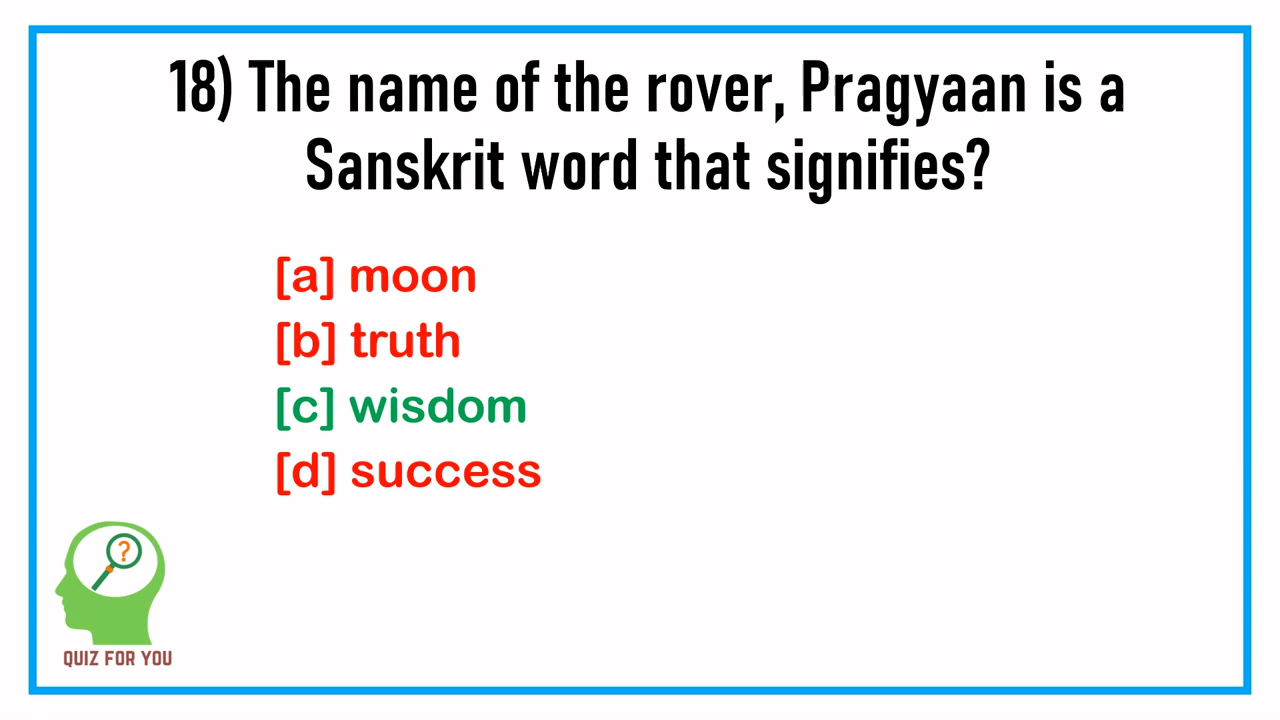 18) The name of the rover, Pragyaan is a
Sanskrit word that signifies?
[a] moon
[b] truth
[c] wisdom
[d] success
?
QUIZ FOR YOU